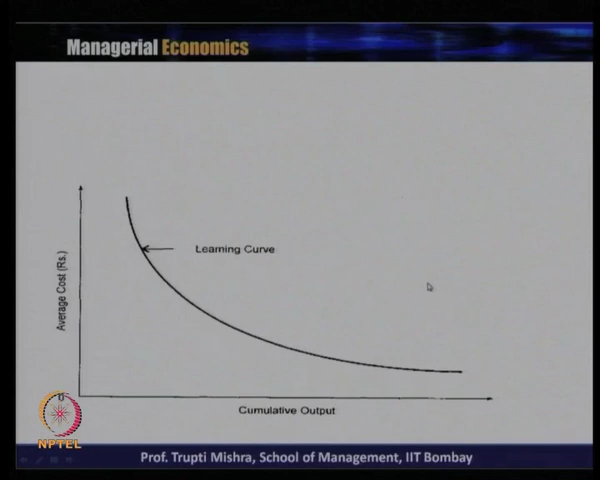 Managerial Economics
Learning Curve
Average Cost (Rs.)
Cumulative Output
NPTEL
Prof. Trupti Mishra, School of Management, IIT Bombay